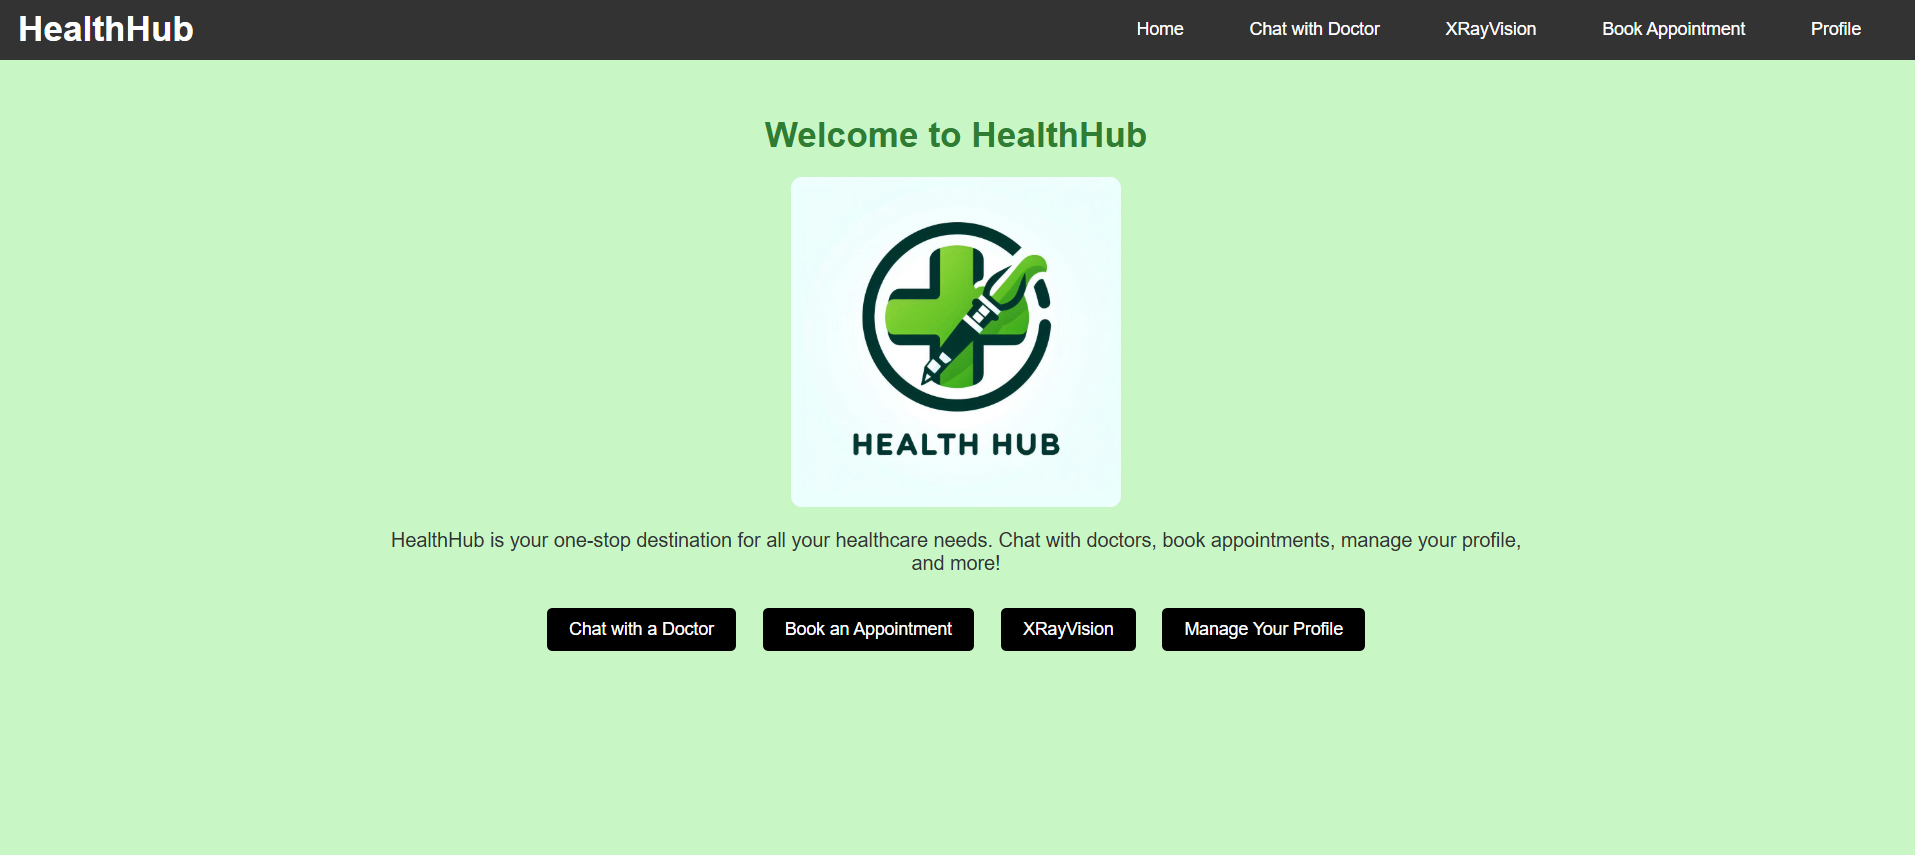 HealthHub
Home
Chat with Doctor
XRayVision
Book Appointment
Profile
Welcome to HealthHub
HEALTH HUB
HealthHub is your one-stop destination for all your healthcare needs. Chat with doctors, book appointments, manage your profile,
and more!
Chat with a Doctor
Book an Appointment
XRayVision
Manage Your Profile